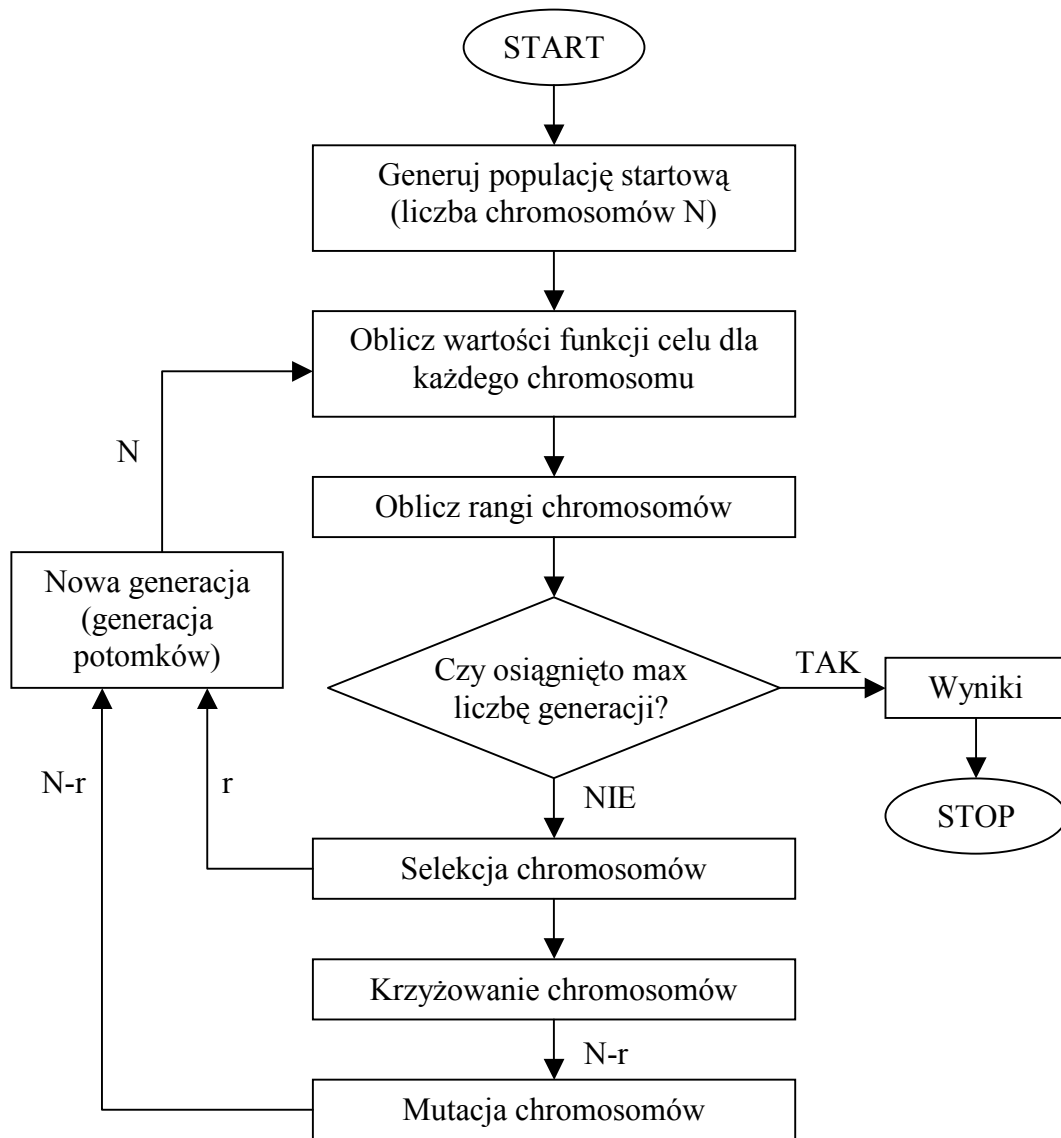 START
Generuj populację startową
(liczba chromosomów N)
Oblicz wartości funkcji celu dla
każdego chromosomu
N
Oblicz rangi chromosomów
Nowa generacja
(generacja
potomków)
Czy osiągnięto max
liczbę generacji?
TAK
Wyniki
N-r
r
NIE
STOP
Selekcja chromosomów
Krzyżowanie chromosomów
N-r
Mutacja chromosomów